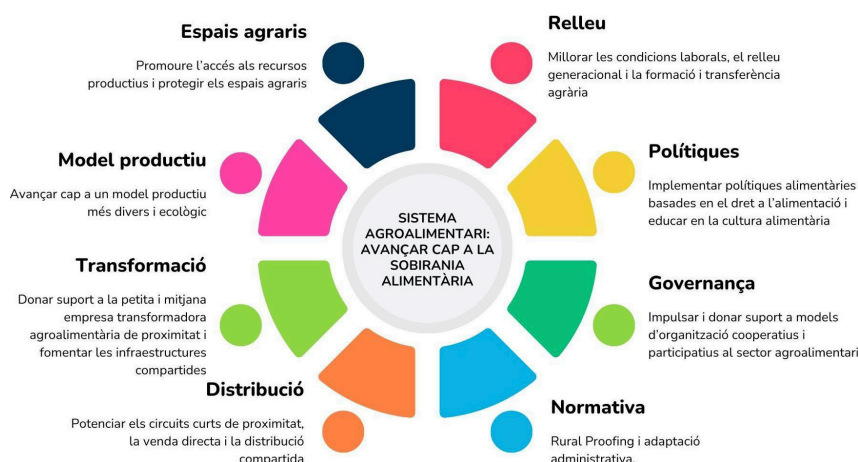 Espais agraris
Promoure l'accés als recursos
productius i protegir els espais agraris
Model productiu
Avançar cap a un model productiu
més divers i ecològic
Transformació
Donar suport a la petita i mitjana
empresa transformadora
agroalimentària de proximitat i
fomentar les infraestructures
compartides
Distribució
Potenciar els circuits curts de proximitat,
la venda directa i la distribució
compartida
SISTEMA
AGROALIMENTARI:
AVANÇAR CAP A LA
SOBIRANIA
ALIMENTÀRIA
Relleu
Millorar les condicions laborals, el relleu
generacional i la formació i transferència
agrària
Polítiques
Implementar polítiques alimentàries
basades en el dret a l'alimentació i
educar en la cultura alimentària
Governança
Impulsar i donar suport a models
d'organització cooperatius i
participatius al sector agroalimentari
Normativa
Rural Proofing i adaptació
administrativa.